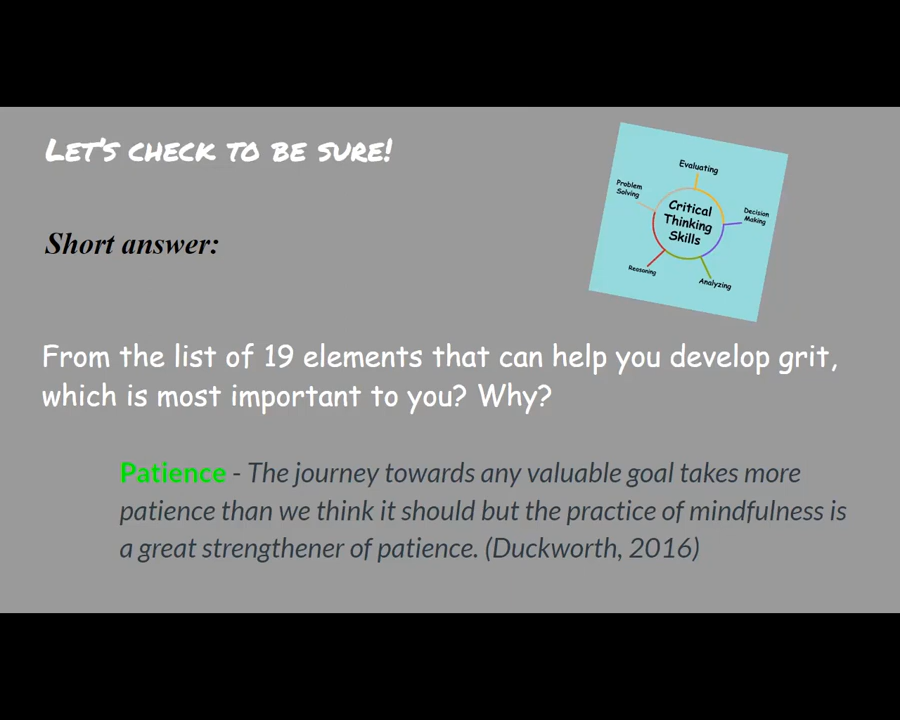 Let's check to be sure!
Evaluating
Problem
Solving
Decision
Making
Critical
Thinking
Skills
Reasoning
Analyzing
Short answer:
From the list of 19 elements that can help you develop grit,
which is most important to you? Why?
Patience - The journey towards any valuable goal takes more
patience than we think it should but the practice of mindfulness is
a great strengthener of patience. (Duckworth, 2016)